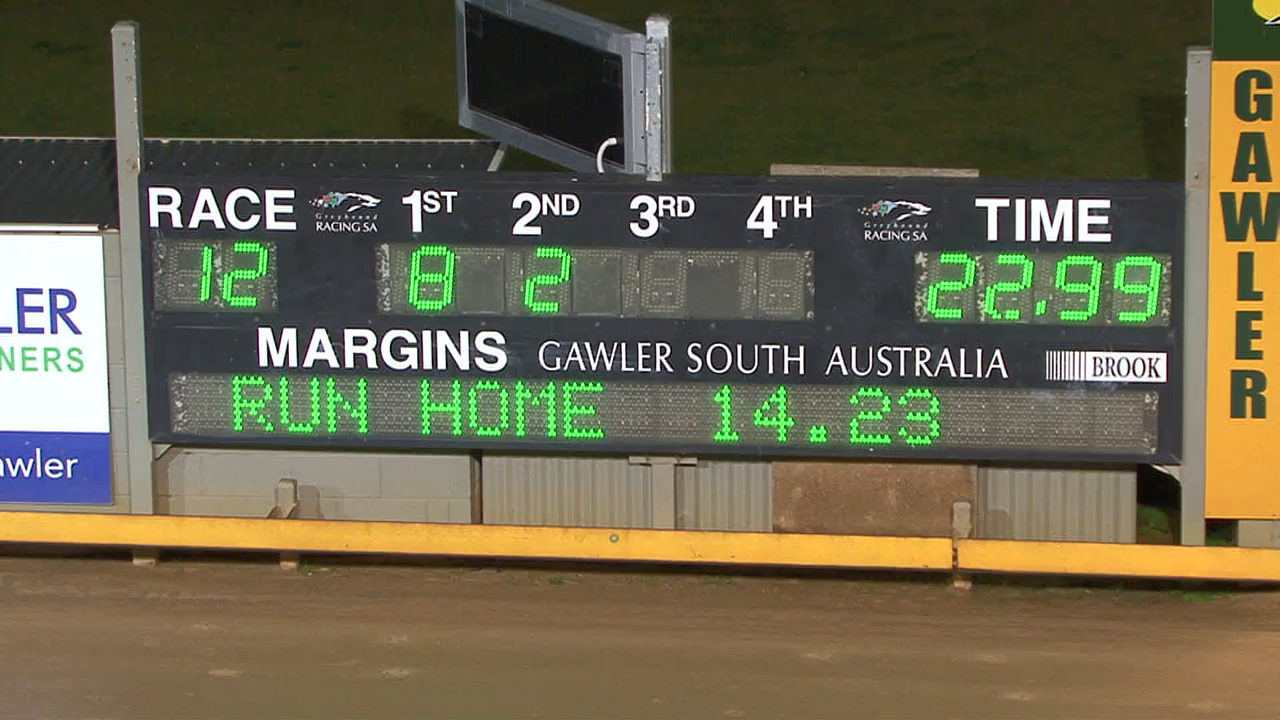 RACE 1ST 2ND 3RD 4TH TIME
Greyhound RACING SA
Greyhound RACING SA
12 8 2 22.99
MARGINS GAWLER SOUTH AUSTRALIA BROOK
RUN HOME 14.23
LER
NERS
awler
GAWLER